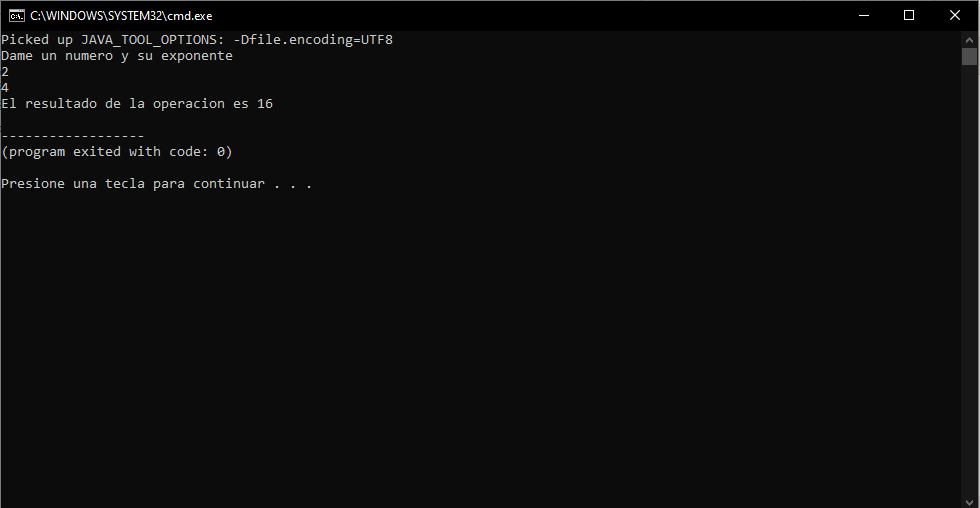 C:\WINDOWS\SYSTEM32\cmd.exe
Picked up JAVA_TOOL_OPTIONS: -Dfile.encoding=UTF8
Dame un numero y su exponente
2
4
El resultado de la operacion es 16
------------------
(program exited with code: 0)
Presione una tecla para continuar . . .